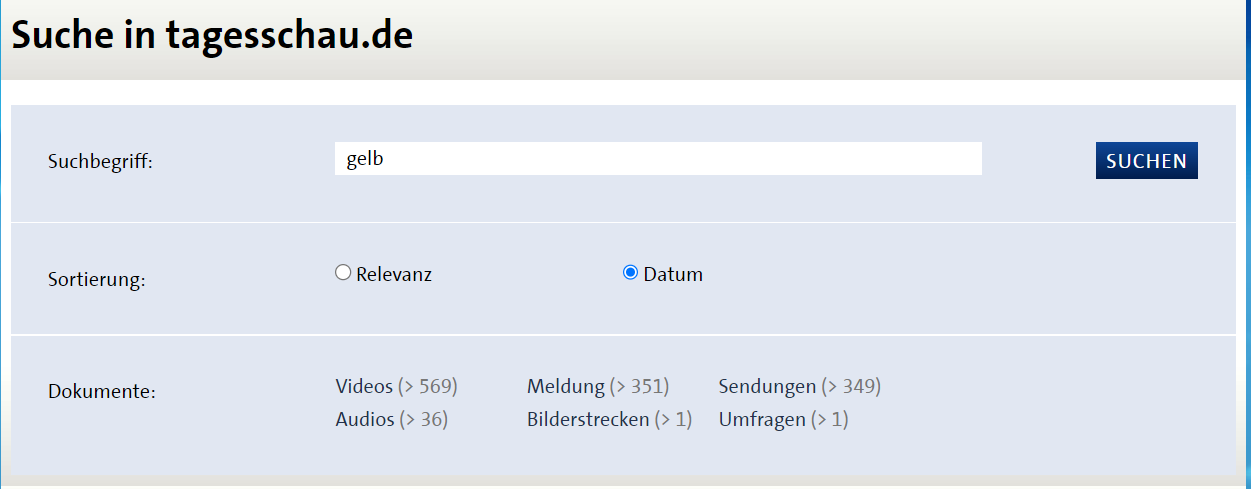 Suche in tagesschau.de
Suchbegriff: gelb SUCHEN
Sortierung: Relevanz Datum
Dokumente: Videos (> 569) Meldung (> 351) Sendungen (> 349)
Audios (> 36) Bilderstrecken (> 1) Umfragen (> 1)